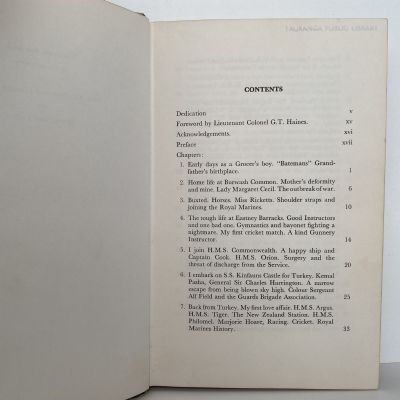 TAURANGA PUBLIC LIBRARY
CONTENTS
Dedication v
Foreword by Lieutenant Colonel G.T. Haines. xv
Acknowledgements. xvi
Preface xvii
Chapters:
1. Early days as a Grocer's boy. "Batemans" Grand-
father's birthplace. 1
2. Home life at Burwash Common. Mother's deformity
and mine. Lady Margaret Cecil. The outbreak of war. 6
3. Buxted. Horses. Miss Ricketts. Shoulder straps and
joining the Royal Marines. 10
4. The tough life at Eastney Barracks. Good Instructors
and one bad one. Gymnastics and bayonet fighting a
nightmare. My first cricket match. A kind Gunnery
Instructor. 14
5. I join H.M.S. Commonwealth. A happy ship and
Captain Cook. H.M.S. Orion. Surgery and the
threat of discharge from the Service. 20
6. I embark on S.S. Kinfauns Castle for Turkey. Kemal
Pasha, General Sir Charles Harrington. A narrow
escape from being blown sky high. Colour Sergeant
Alf Field and the Guards Brigade Association. 25
7. Back from Turkey. My first love affair. H.M.S. Argus.
H.M.S. Tiger. The New Zealand Station. H.M.S.
Philomel. Marjorie Hoare, Racing. Cricket. Royal
Marines History. 33